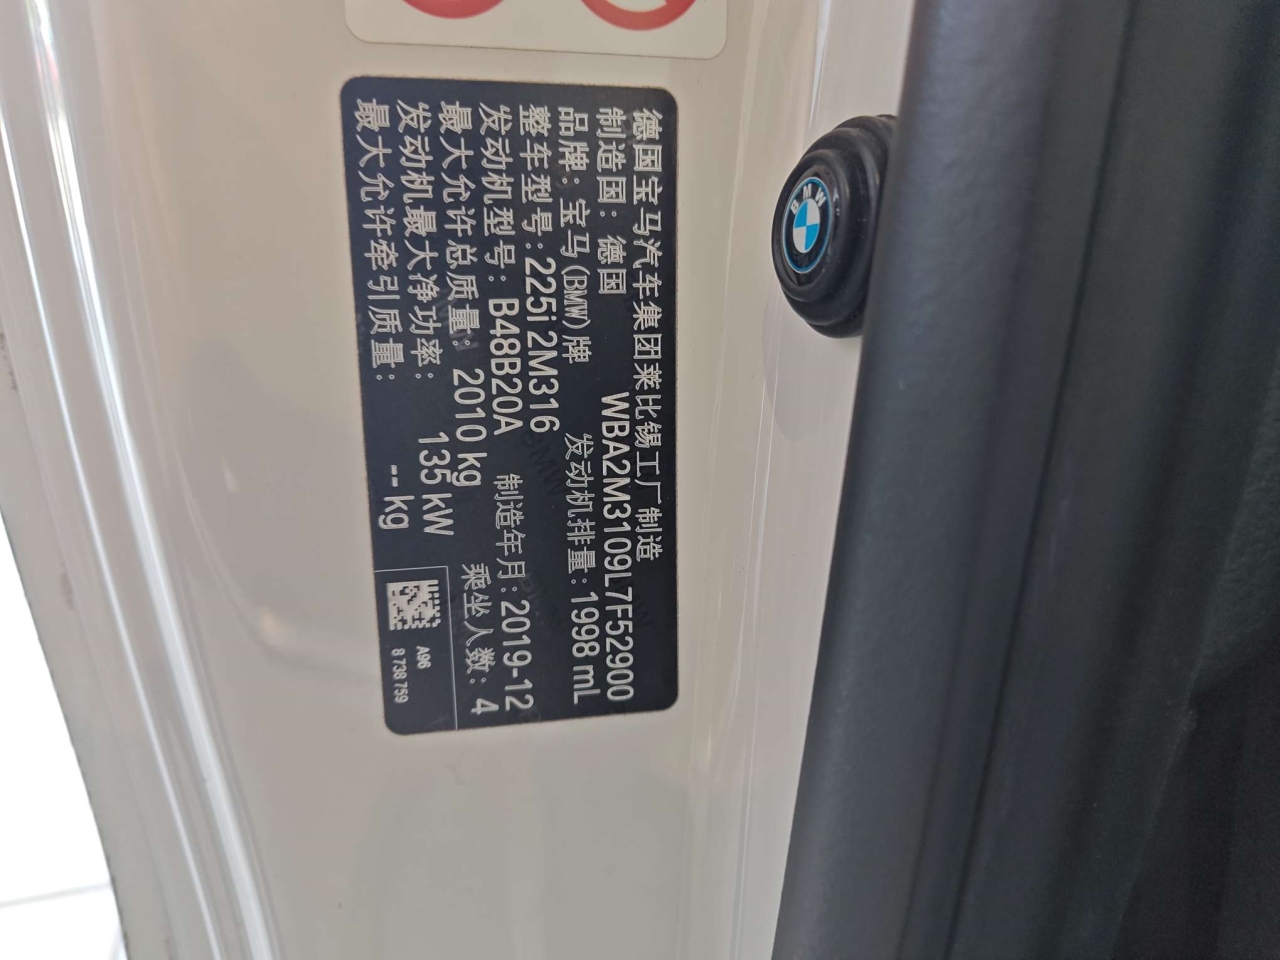 德国宝马汽车集团莱比锡工厂制造
制造国：德国 WBA2M3109L7F52900
品牌：宝马(BMW)牌 发动机排量：1998 mL
整车型号：225i 2M316
发动机型号：B48B20A 制造年月：2019-12
最大允许总质量：2010 kg 乘坐人数：4
发动机最大净功率：135 kW
最大允许牵引质量：-- kg
A96
8 738 759
BMW